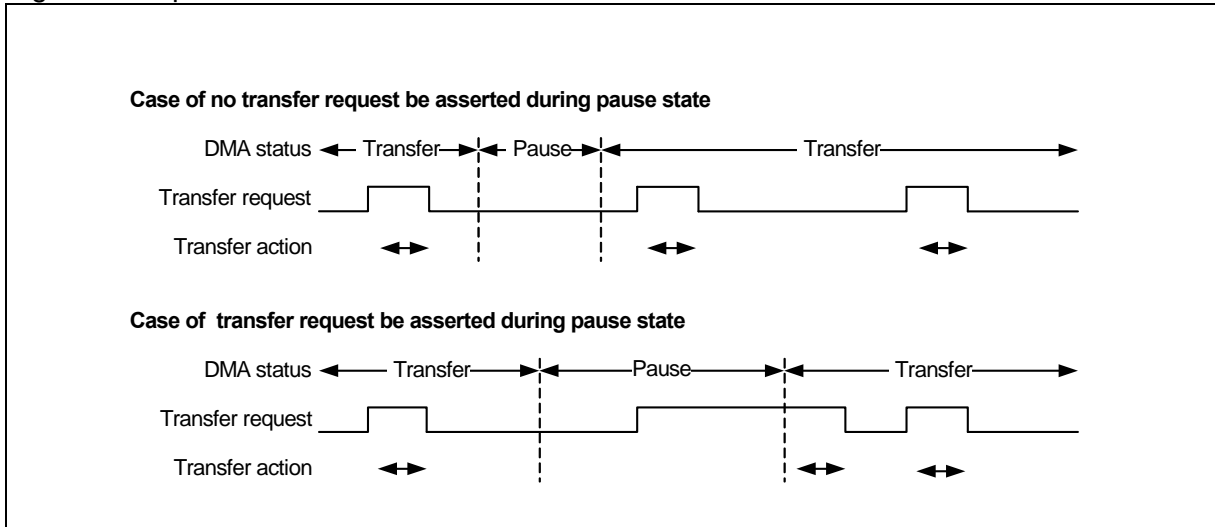 Case of no transfer request be asserted during pause state
DMA status Transfer Pause Transfer
Transfer request
Transfer action
Case of transfer request be asserted during pause state
DMA status Transfer Pause Transfer
Transfer request
Transfer action